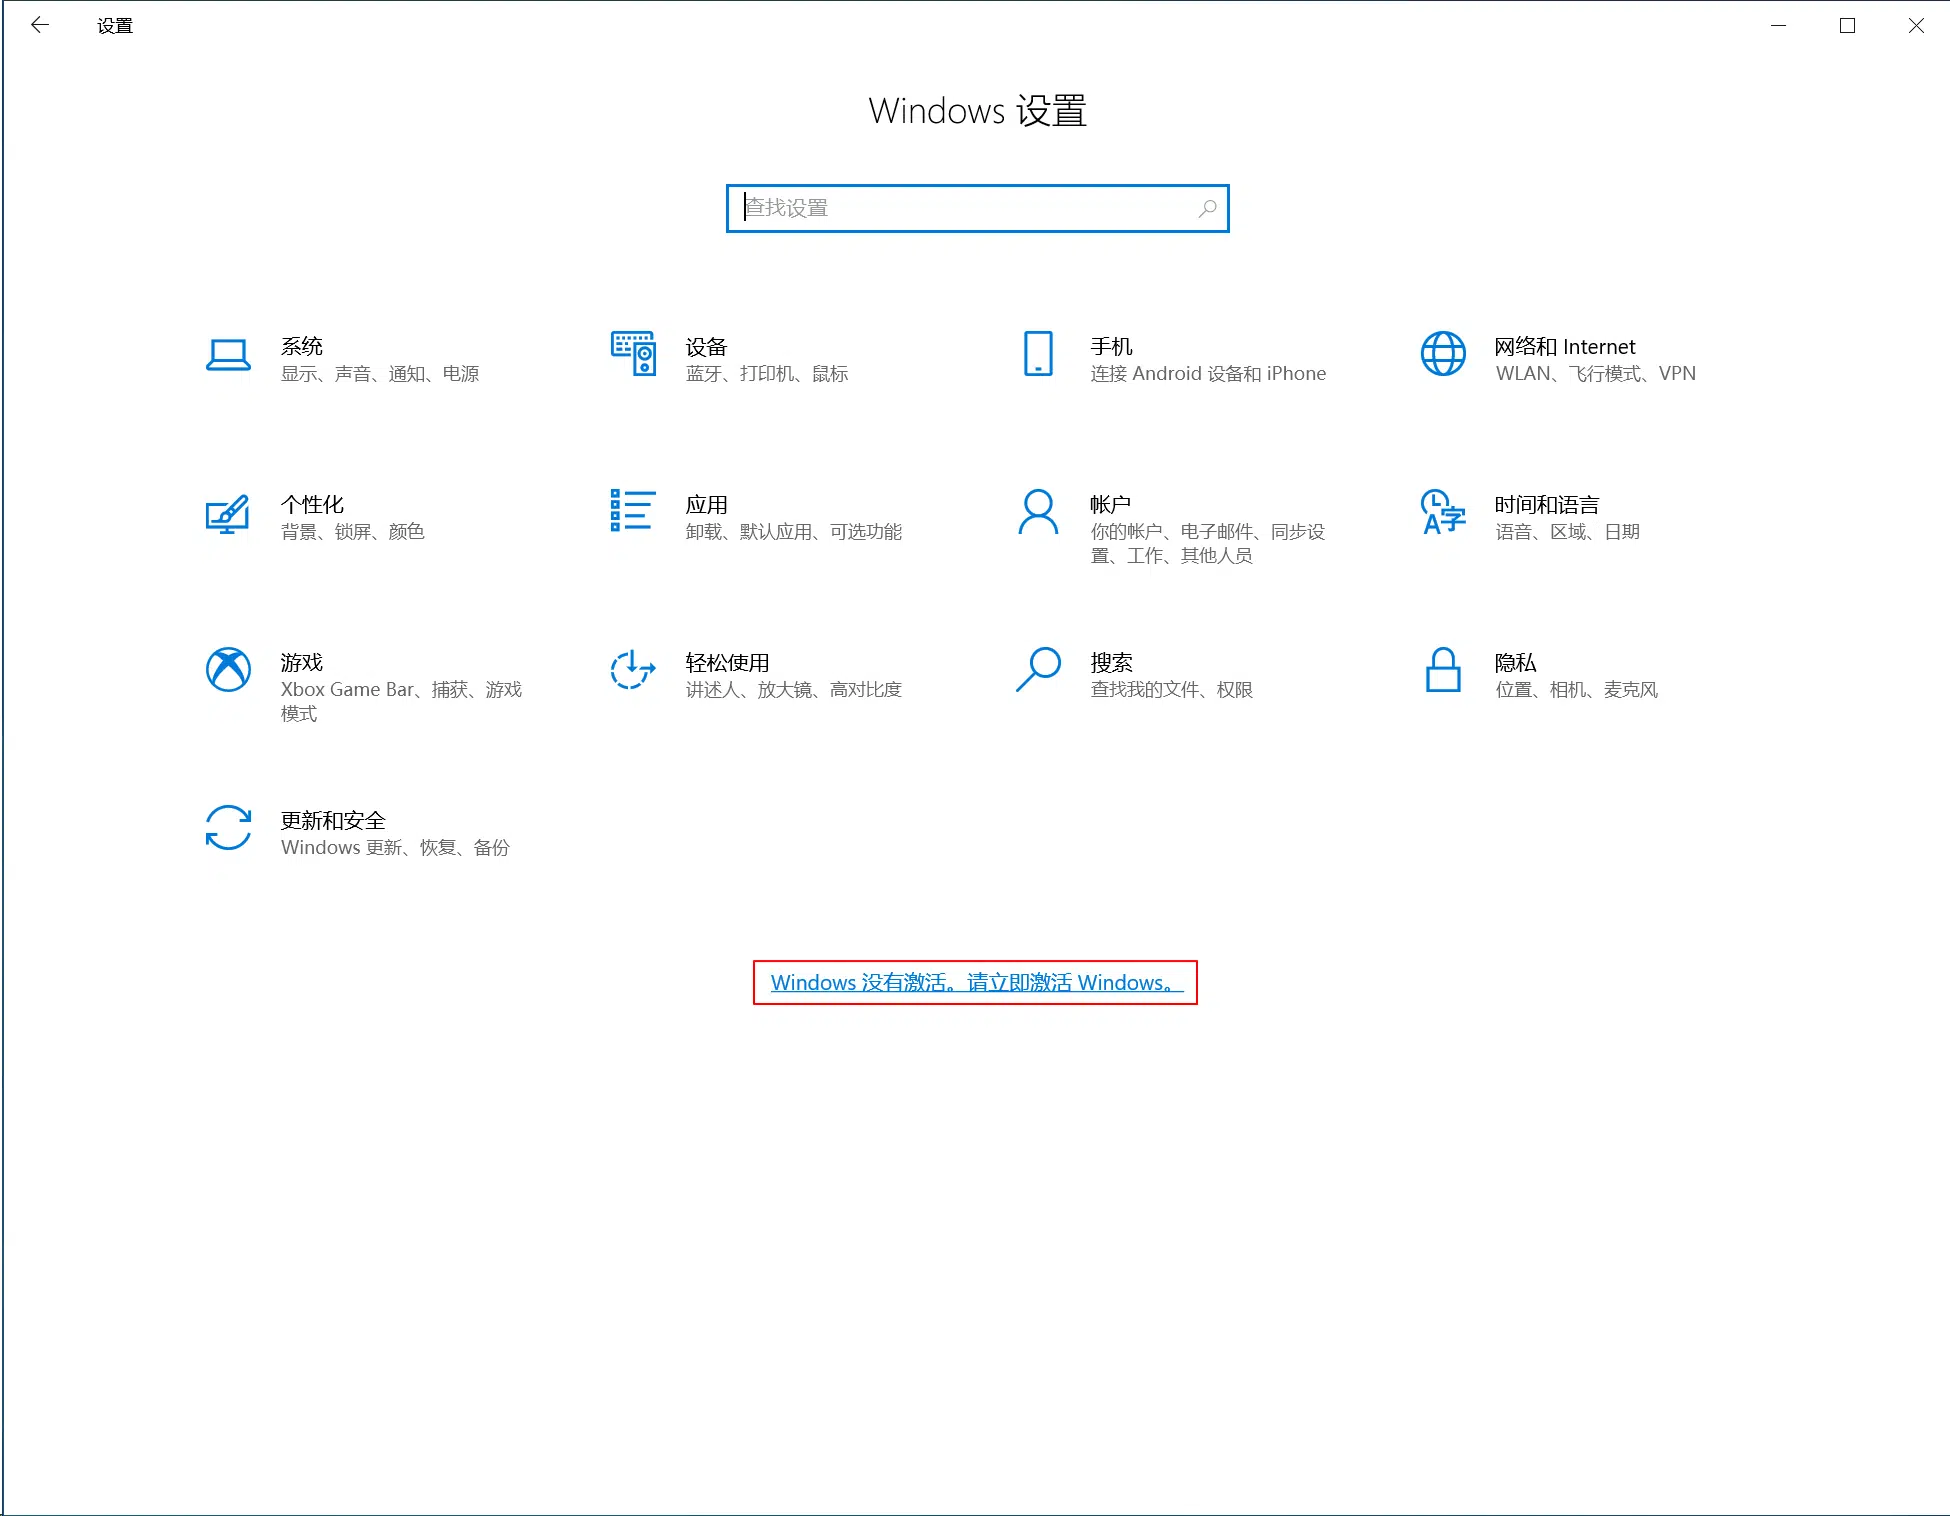 设置
Windows 设置
查找设置
系统
显示、声音、通知、电源
设备
蓝牙、打印机、鼠标
手机
连接 Android 设备和 iPhone
网络和 Internet
WLAN、飞行模式、VPN
个性化
背景、锁屏、颜色
应用
卸载、默认应用、可选功能
帐户
你的帐户、电子邮件、同步设
置、工作、其他人员
时间和语言
语音、区域、日期
游戏
Xbox Game Bar、捕获、游戏
模式
轻松使用
讲述人、放大镜、高对比度
搜索
查找我的文件、权限
隐私
位置、相机、麦克风
更新和安全
Windows 更新、恢复、备份
Windows 没有激活。请立即激活 Windows。